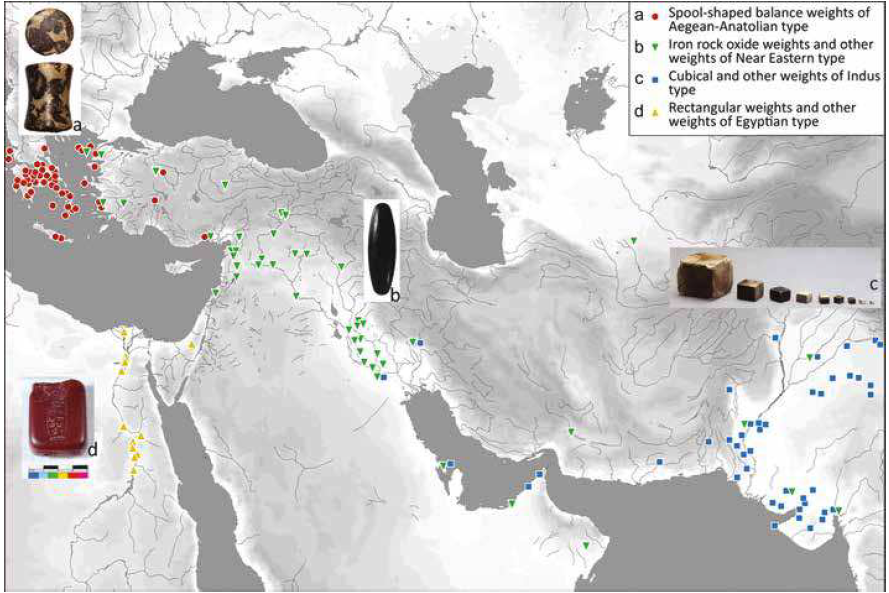 a Spool-shaped balance weights of
Aegean-Anatolian type
b Iron rock oxide weights and other
weights of Near Eastern type
c Cubical and other weights of Indus
type
d Rectangular weights and other
weights of Egyptian type
a
b
c
d